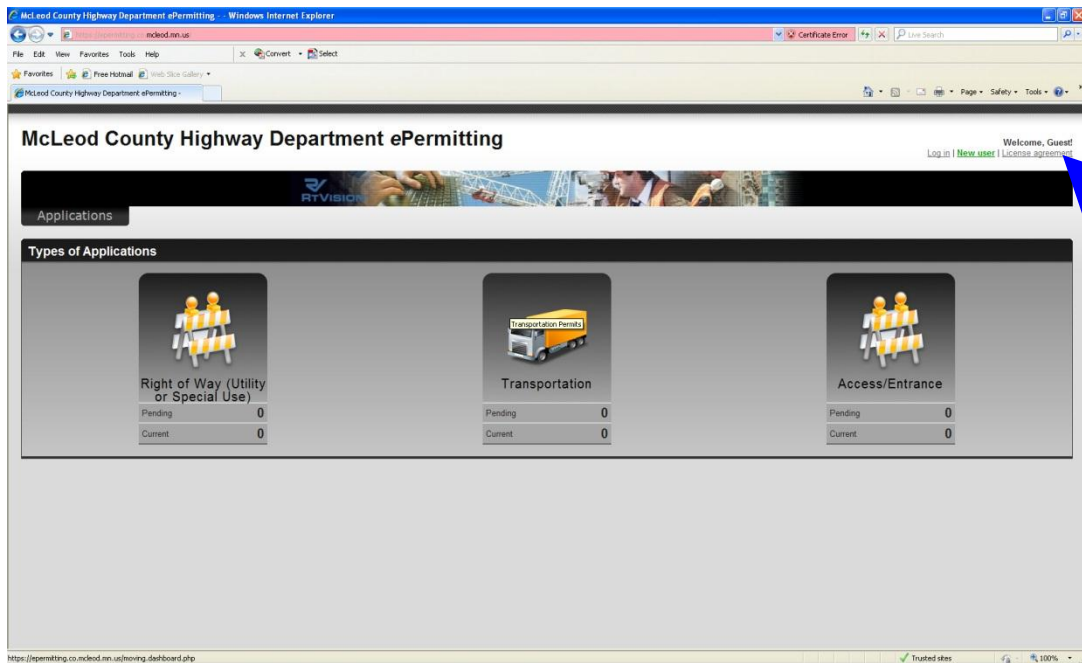 McLeod County Highway Department ePermitting - - Windows Internet Explorer
https://epermitting.co.mcleod.mn.us
Certificate Error
Live Search
File Edit View Favorites Tools Help
x Convert Select
Favorites Free Hotmail Web Slice Gallery
McLeod County Highway Department ePermitting -
Page Safety Tools
McLeod County Highway Department ePermitting
Welcome, Guest!
Log in | New user | License agreement
RTVISION
Applications
Types of Applications
Transportation Permits
Right of Way (Utility
or Special Use)
Pending 0
Current 0
Transportation
Pending 0
Current 0
Access/Entrance
Pending 0
Current 0
https://epermitting.co.mcleod.mn.us/moving.dashboard.php
Trusted sites
100%